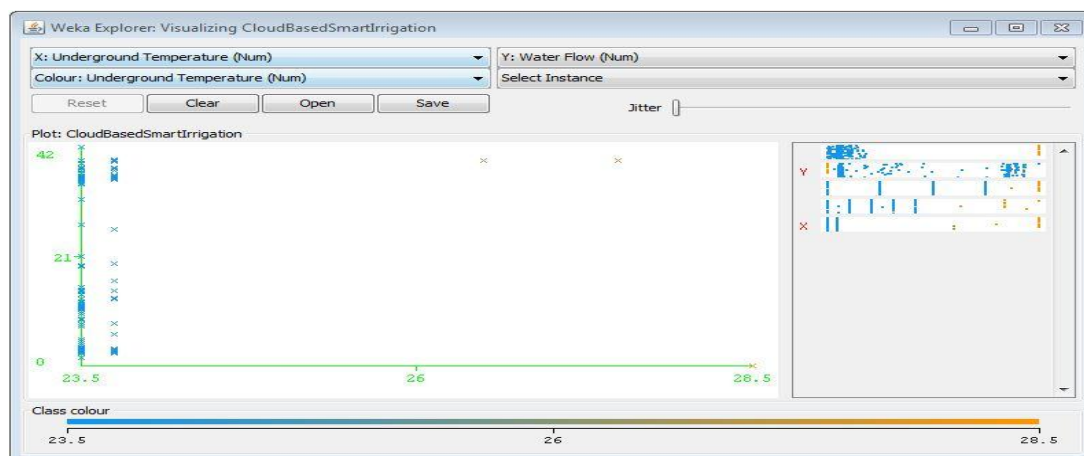 Weka Explorer: Visualizing CloudBasedSmartIrrigation
X: Underground Temperature (Num)
Y: Water Flow (Num)
Colour: Underground Temperature (Num)
Select Instance
Reset
Clear
Open
Save
Jitter
Plot: CloudBasedSmartIrrigation
42
21
0
23.5
26
28.5
Y
X
Class colour
23.5
26
28.5